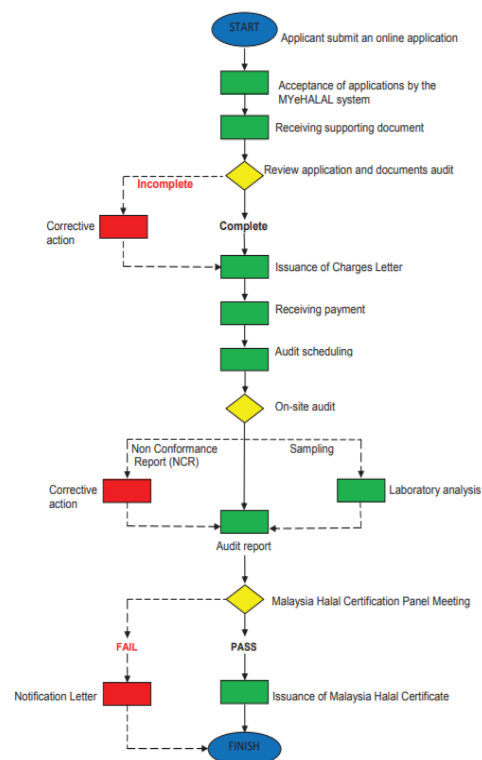 START
Applicant submit an online application
Acceptance of applications by the
MYeHALAL system
Receiving supporting document
Review application and documents audit
Incomplete
Corrective
action
Complete
Issuance of Charges Letter
Receiving payment
Audit scheduling
On-site audit
Non Conformance
Report (NCR)
Sampling
Corrective
action
Laboratory analysis
Audit report
Malaysia Halal Certification Panel Meeting
FAIL
PASS
Notification Letter
Issuance of Malaysia Halal Certificate
FINISH